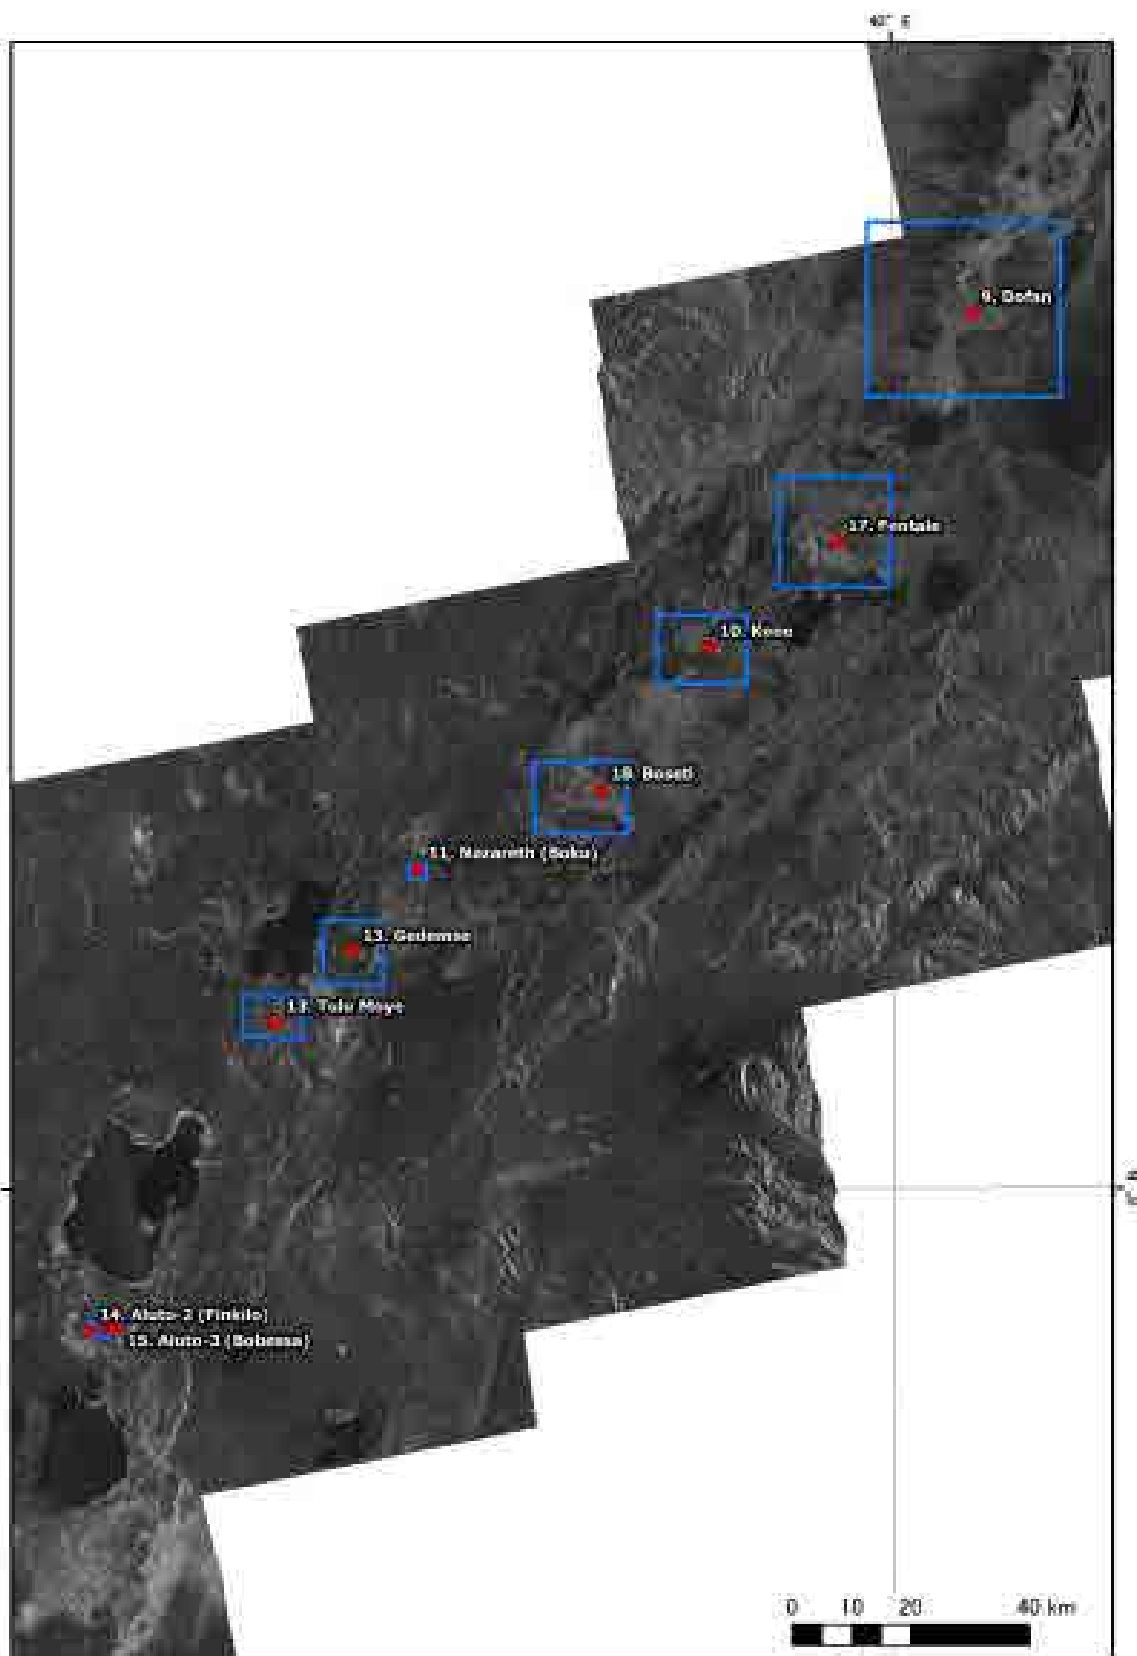 40° E
9. Dofan
17. Fentale
10. Kone
18. Boseti
11. Nazareth (Boku)
13. Gedemsa
Tulu Moye
14. Aluto-2 (Finkilo)
15. Aluto-3 (Bobessa)
0 10 20 40 km